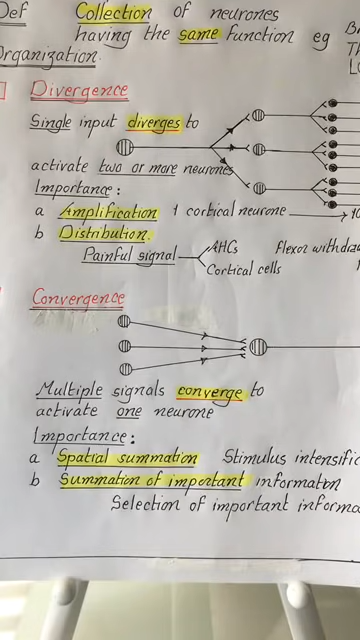 Def Collection of neurones
having the same function eg
Organization.
Divergence
Single input diverges to
activate two or more neurones
Importance:
a Amplification 1 cortical neurone
b Distribution.
Painful signal AHCs
Cortical cells
Flexor withdra
Convergence
Multiple signals converge to
activate one neurone
Importance:
a Spatial summation Stimulus intensific
b Summation of important information
Selection of important informa